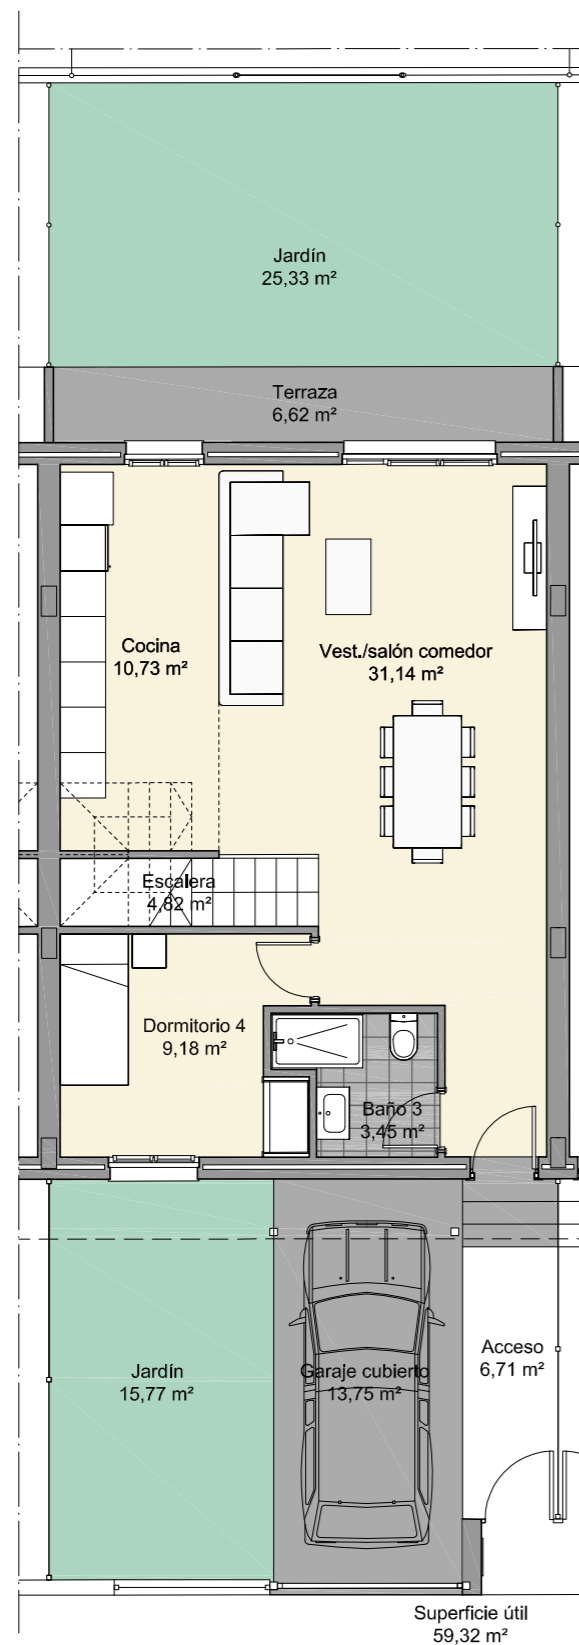 Jardín
25,33 m²
Terraza
6,62 m²
Cocina
10,73 m²
Vest./salón comedor
31,14 m²
Escalera
4,82 m²
Dormitorio 4
9,18 m²
Baño 3
3,45 m²
Jardín
15,77 m²
Garaje cubierto
13,75 m²
Acceso
6,71 m²
Superficie útil
59,32 m²